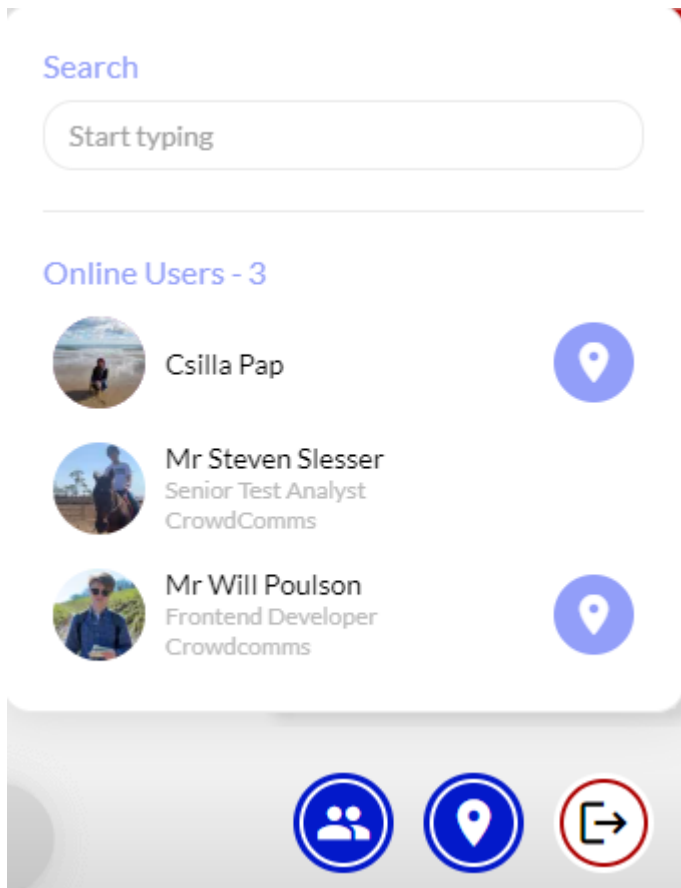 Search
Start typing
Online Users - 3
Csilla Pap
Mr Steven Slesser
Senior Test Analyst
CrowdComms
Mr Will Poulson
Frontend Developer
Crowdcomms